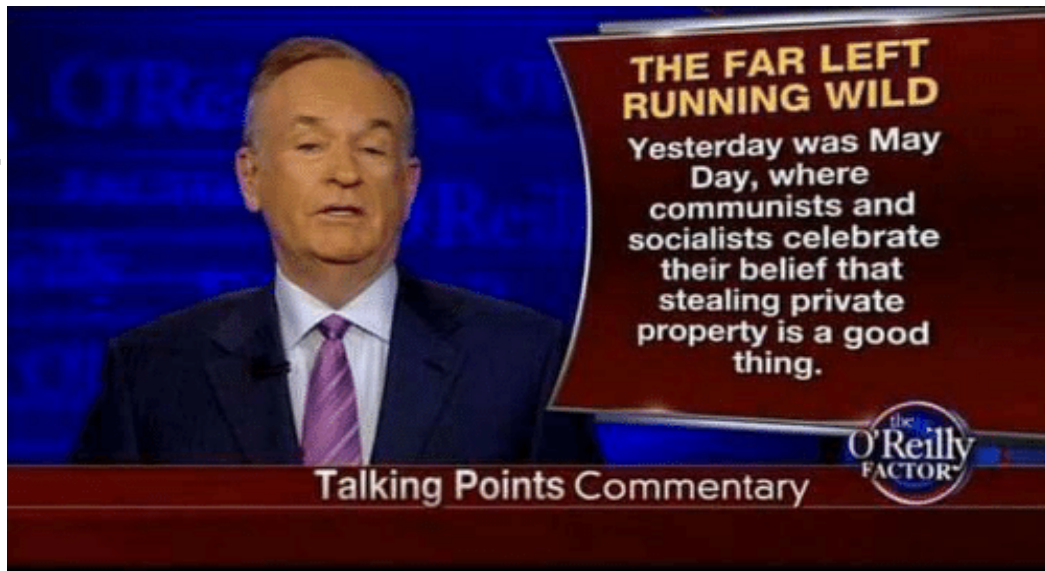 THE FAR LEFT
RUNNING WILD
Yesterday was May
Day, where
communists and
socialists celebrate
their belief that
stealing private
property is a good
thing.
the
O'Reilly
FACTOR
Talking Points Commentary